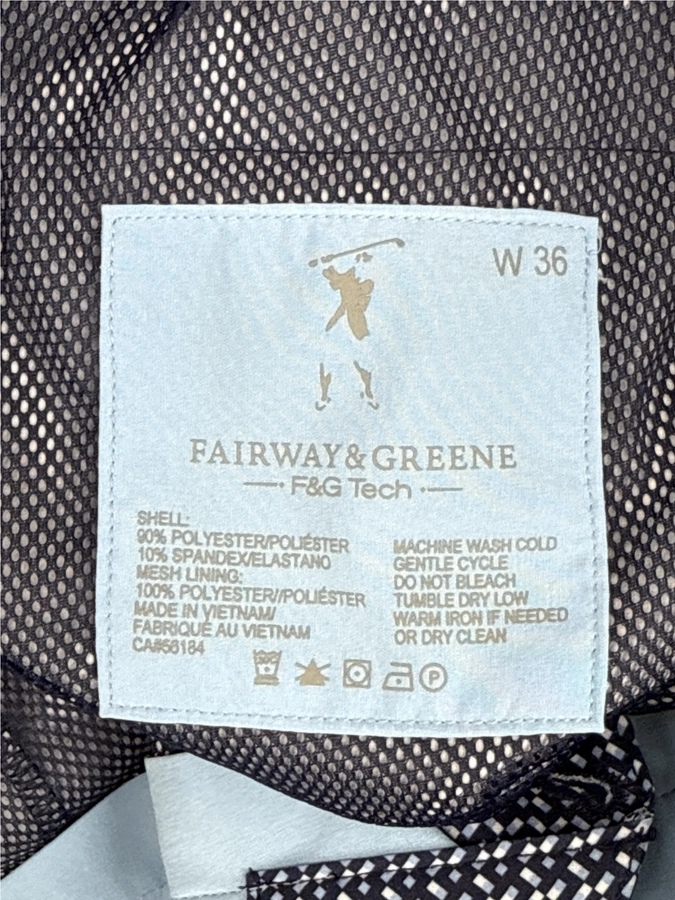 W 36
FAIRWAY&GREENE
F&G Tech
SHELL:
90% POLYESTER/POLIÉSTER
10% SPANDEX/ELASTANO
MESH LINING:
100% POLYESTER//POLIÉSTER
MADE IN VIETNAM/
FABRIQUÉ AU VIETNAM
CA#56184
MACHINE WASH COLD
GENTLE CYCLE
DO NOT BLEACH
TUMBLE DRY LOW
WARM IRON IF NEEDED
OR DRY CLEAN
P